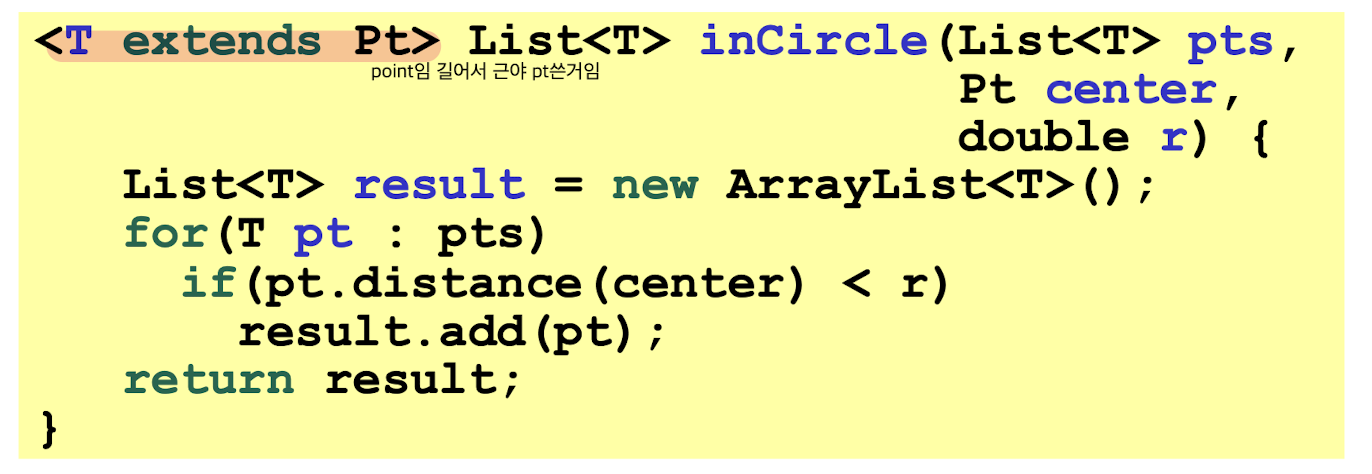 <T extends Pt> List<T> inCircle(List<T> pts,
point임 길어서 근야 pt쓴거임
Pt center,
double r) {
List<T> result = new ArrayList<T>();
for(T pt : pts)
if(pt.distance(center) < r)
result.add(pt);
return result;
}